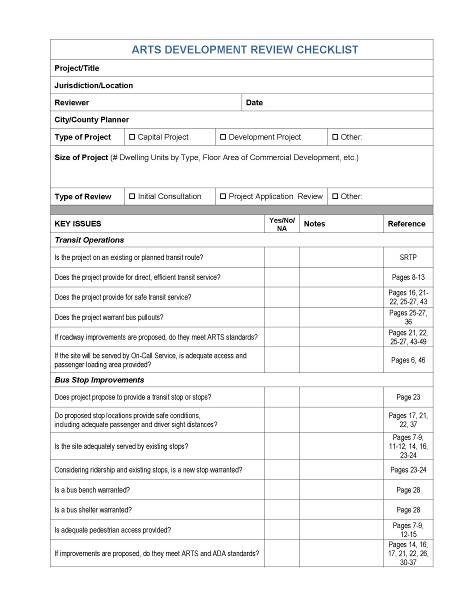 ARTS DEVELOPMENT REVIEW CHECKLIST
Project/Title
Jurisdiction/Location
Reviewer Date
City/County Planner
Type of Project ☐ Capital Project ☐ Development Project ☐ Other:
Size of Project (# Dwelling Units by Type, Floor Area of Commercial Development, etc.)
Type of Review ☐ Initial Consultation ☐ Project Application Review ☐ Other:
KEY ISSUES Yes/No/ NA Notes Reference
Transit Operations
Is the project on an existing or planned transit route? SRTP
Does the project provide for direct, efficient transit service? Pages 8-13
Does the project provide for safe transit service? Pages 16, 21-
22, 25-27, 43
Does the project warrant bus pullouts? Pages 25-27,
36
If roadway improvements are proposed, do they meet ARTS standards? Pages 21, 22,
25-27, 43-49
If the site will be served by On-Call Service, is adequate access and
passenger loading area provided? Pages 6, 46
Bus Stop Improvements
Does project propose to provide a transit stop or stops? Page 23
Do proposed stop locations provide safe conditions,
including adequate passenger and driver sight distances? Pages 17, 21,
22, 37
Is the site adequately served by existing stops? Pages 7-9,
11-12, 14, 16,
23-24
Considering ridership and existing stops, is a new stop warranted? Pages 23-24
Is a bus bench warranted? Page 28
Is a bus shelter warranted? Page 28
Is adequate pedestrian access provided? Pages 7-9,
12-15
If improvements are proposed, do they meet ARTS and ADA standards? Pages 14, 16,
17, 21, 22, 26,
30-37